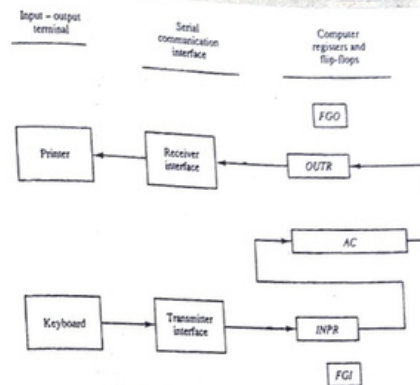 Input – output
terminal
Serial
communication
interface
Computer
registers and
flip-flops
FGO
Printer
Receiver
interface
OUTR
AC
Keyboard
Transmitter
interface
INPR
FGI